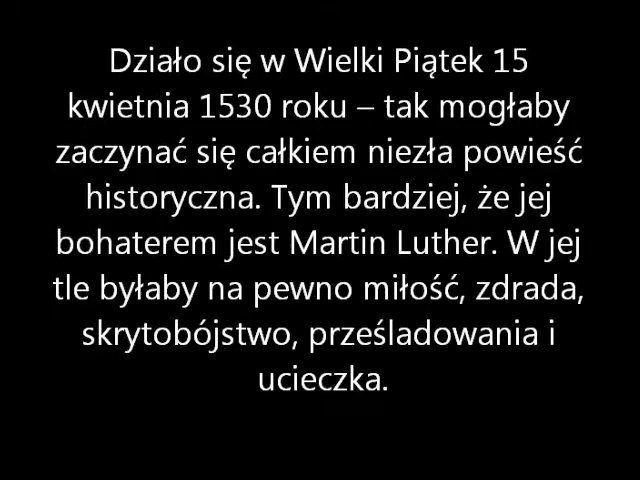 Działo się w Wielki Piątek 15
kwietnia 1530 roku – tak mogłaby
zaczynać się całkiem niezła powieść
historyczna. Tym bardziej, że jej
bohaterem jest Martin Luther. W jej
tle byłaby na pewno miłość, zdrada,
skrytobójstwo, prześladowania i
ucieczka.